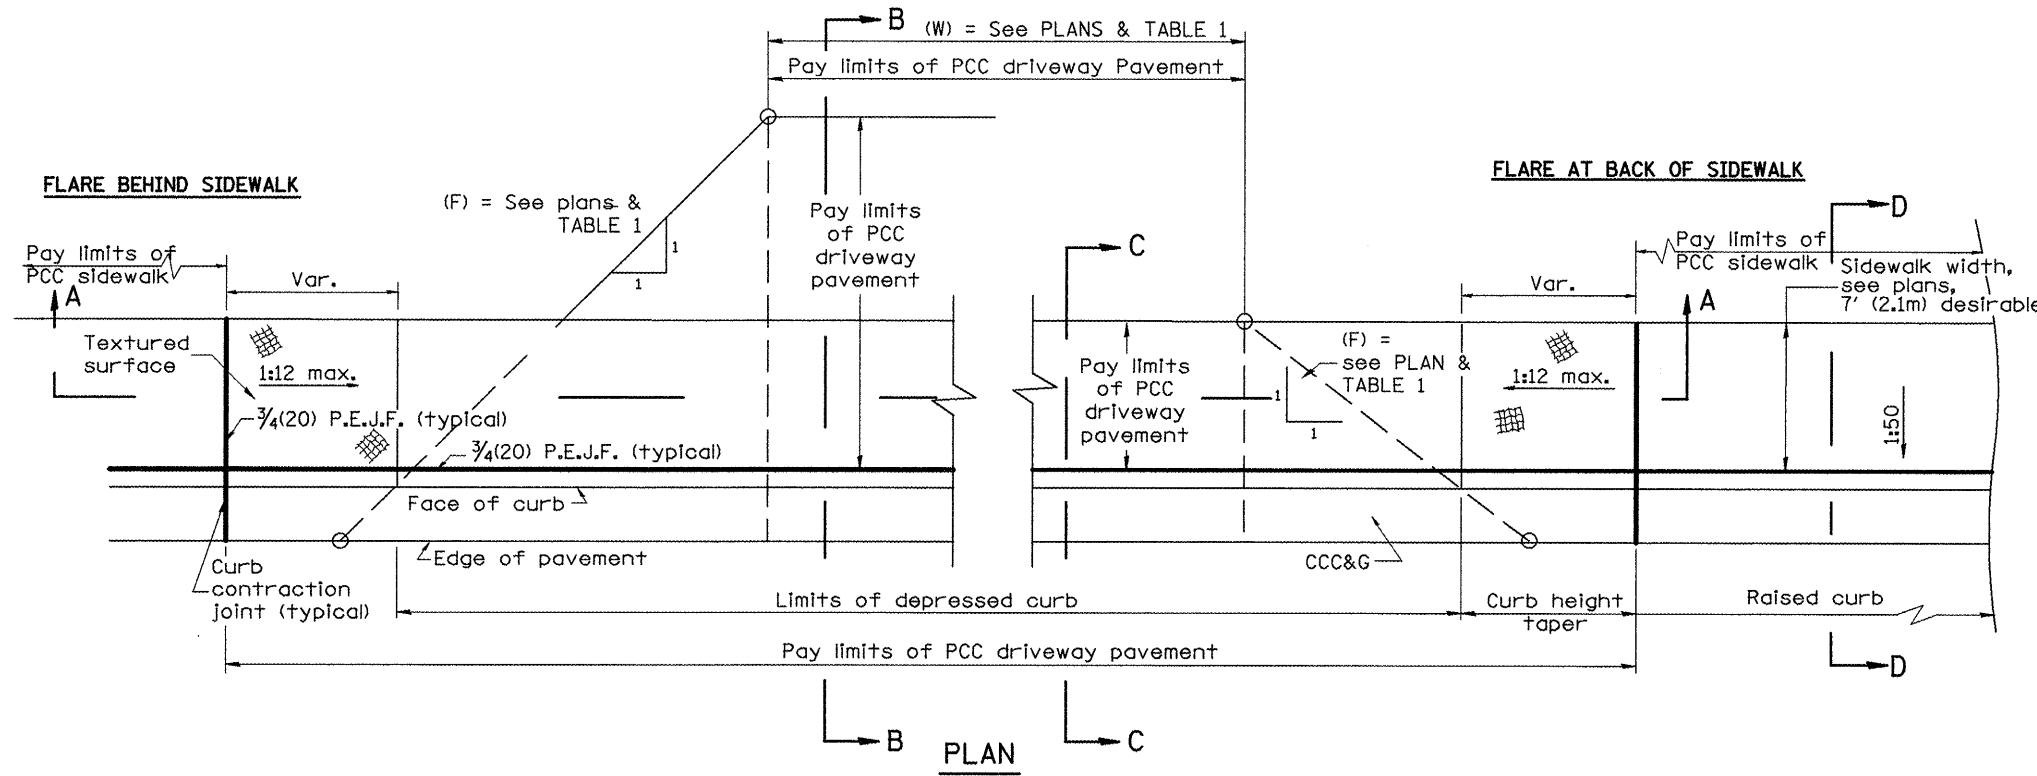 B
(W) = See PLANS & TABLE 1
Pay limits of PCC driveway Pavement
FLARE BEHIND SIDEWALK
FLARE AT BACK OF SIDEWALK
(F) = See plans &
TABLE 1
1
1
Pay limits
of PCC
driveway
pavement
C
D
Pay limits of
PCC sidewalk
A
Var.
Var.
A
Pay limits of
PCC sidewalk
Sidewalk width,
see plans,
7' (2.1m) desirable
Textured
surface
1:12 max.
3/4(20) P.E.J.F. (typical)
3/4(20) P.E.J.F. (typical)
Pay limits
of PCC
driveway
pavement
(F) =
see PLAN &
TABLE 1
1
1
1:12 max.
1:50
Face of curb
Edge of pavement
CCC&G
Curb
contraction
joint (typical)
Limits of depressed curb
Curb height
taper
Raised curb
Pay limits of PCC driveway pavement
D
B
C
PLAN